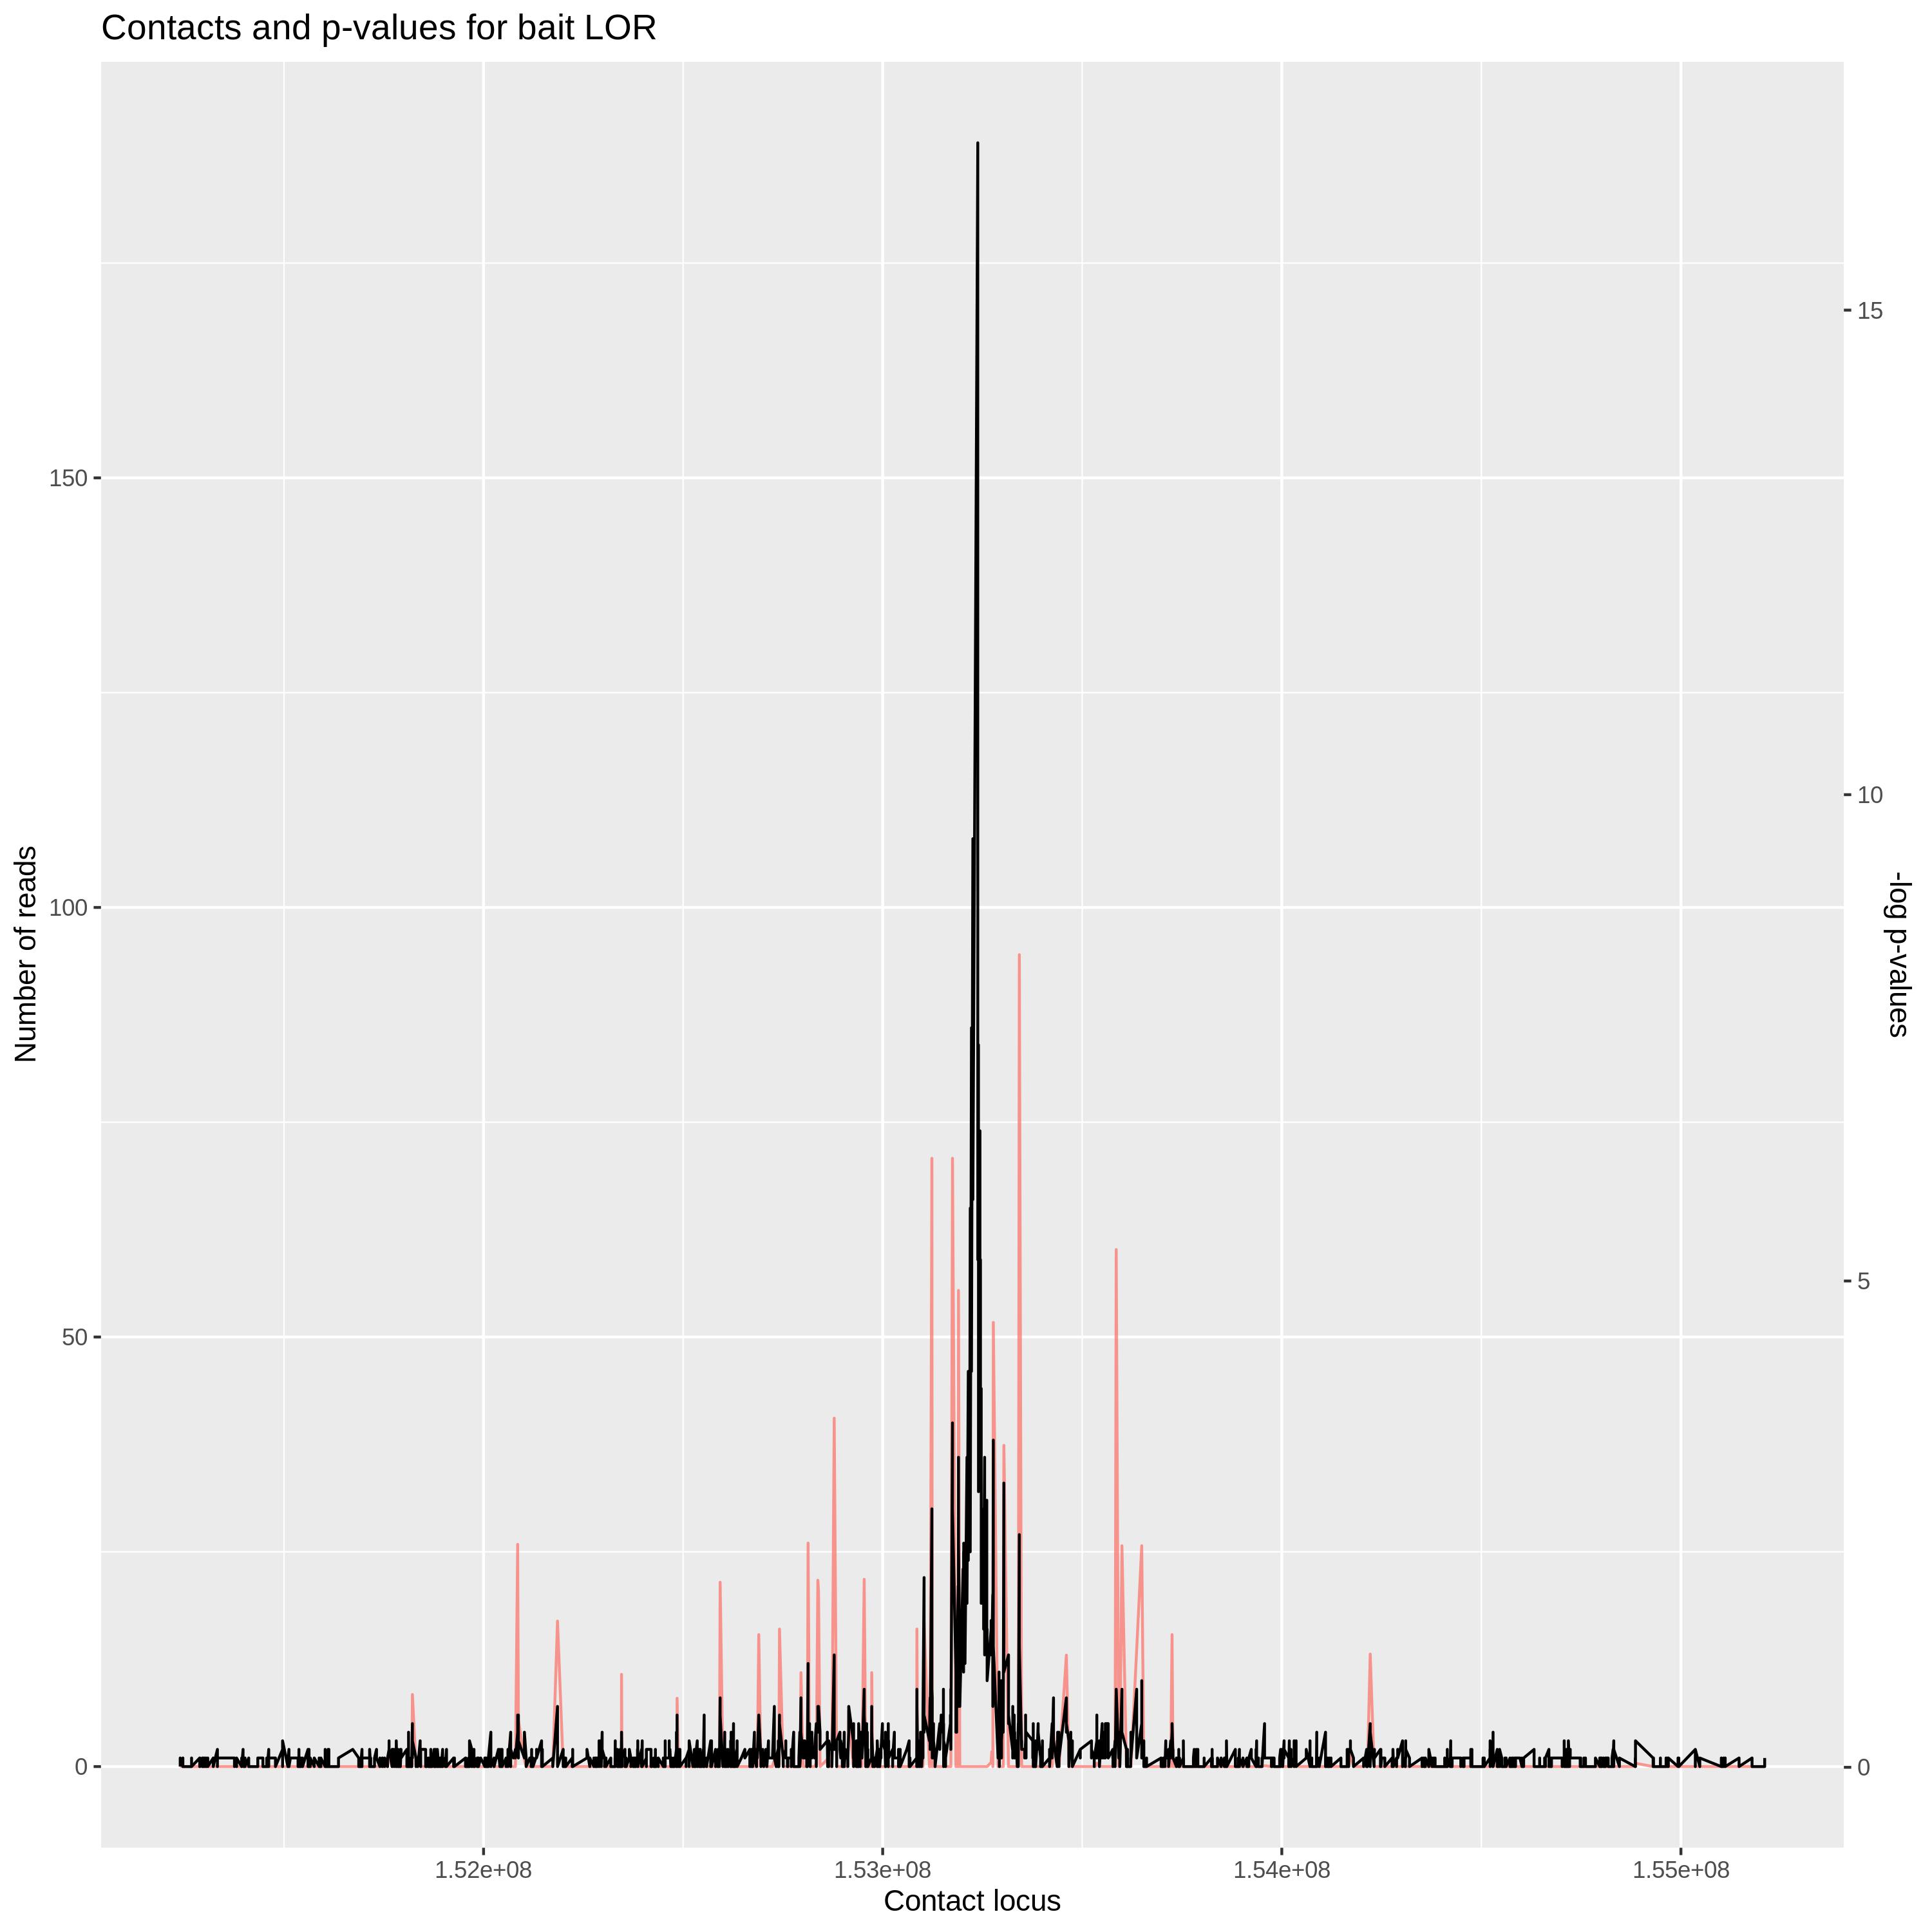 Contacts and p-values for bait LOR
Number of reads
150
100
50
0
15
10
5
0
-log p-values
1.52e+08 1.53e+08 1.54e+08 1.55e+08
Contact locus